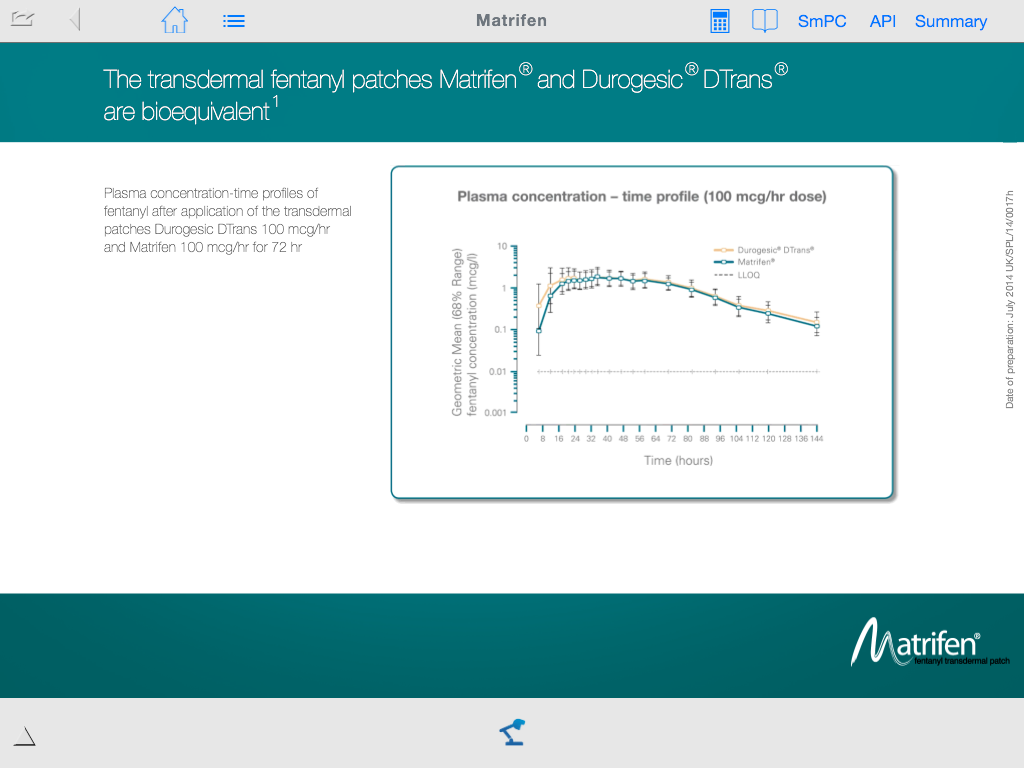 Matrifen
SmPC
API
Summary
The transdermal fentanyl patches Matrifen® and Durogesic® DTrans®
are bioequivalent1
Plasma concentration-time profiles of
fentanyl after application of the transdermal
patches Durogesic DTrans 100 mcg/hr
and Matrifen 100 mcg/hr for 72 hr
Plasma concentration – time profile (100 mcg/hr dose)
Geometric Mean (68% Range)
fentanyl concentration (mcg/l)
10
1
0.1
0.01
0.001
Durogesic® DTrans®
Matrifen®
LLOQ
0 8 16 24 32 40 48 56 64 72 80 88 96 104 112 120 128 136 144
Time (hours)
Date of preparation: July 2014 UK/SPL/14/0017h
Matrifen®
fentanyl transdermal patch